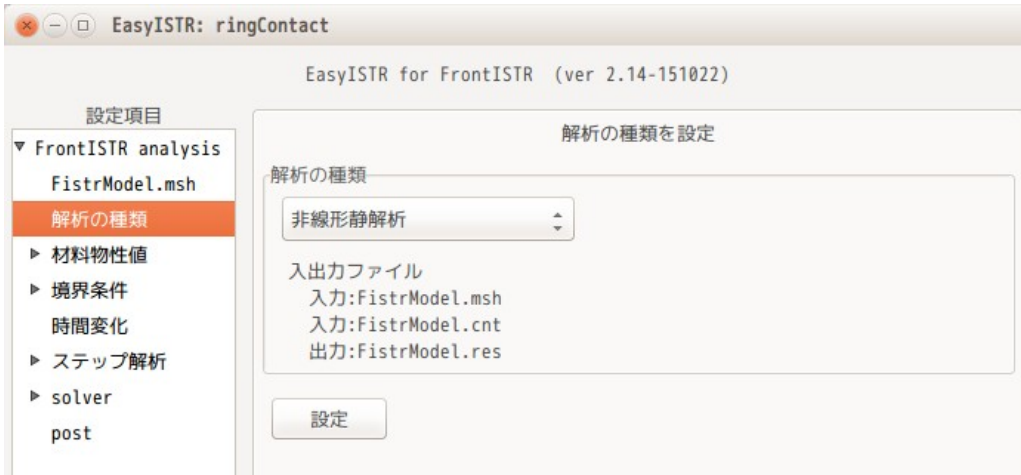 EasyISTR: ringContact
EasyISTR for FrontISTR (ver 2.14-151022)
設定項目
FrontISTR analysis
FistrModel.msh
解析の種類
材料物性値
境界条件
時間変化
ステップ解析
solver
post
解析の種類を設定
解析の種類
非線形静解析
入出力ファイル
入力:FistrModel.msh
入力:FistrModel.cnt
出力:FistrModel.res
設定